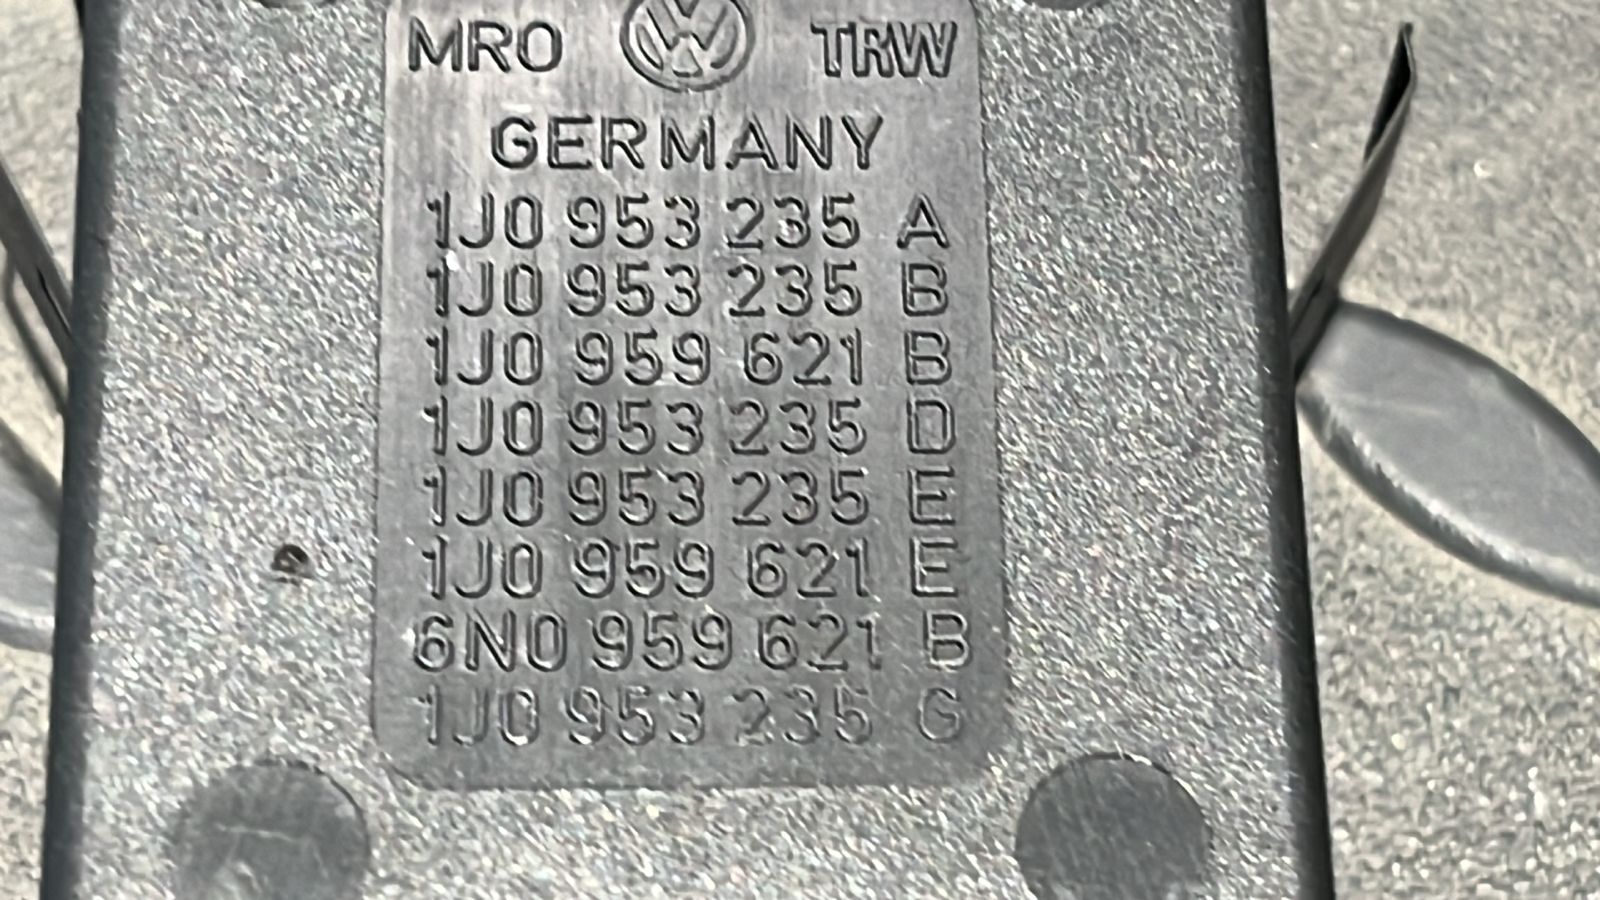 MRO VW TRW
GERMANY
1J0 953 235 A
1J0 953 235 B
1J0 959 621 B
1J0 953 235 D
1J0 953 235 E
1J0 959 621 E
6N0 959 621 B
1J0 953 235 G